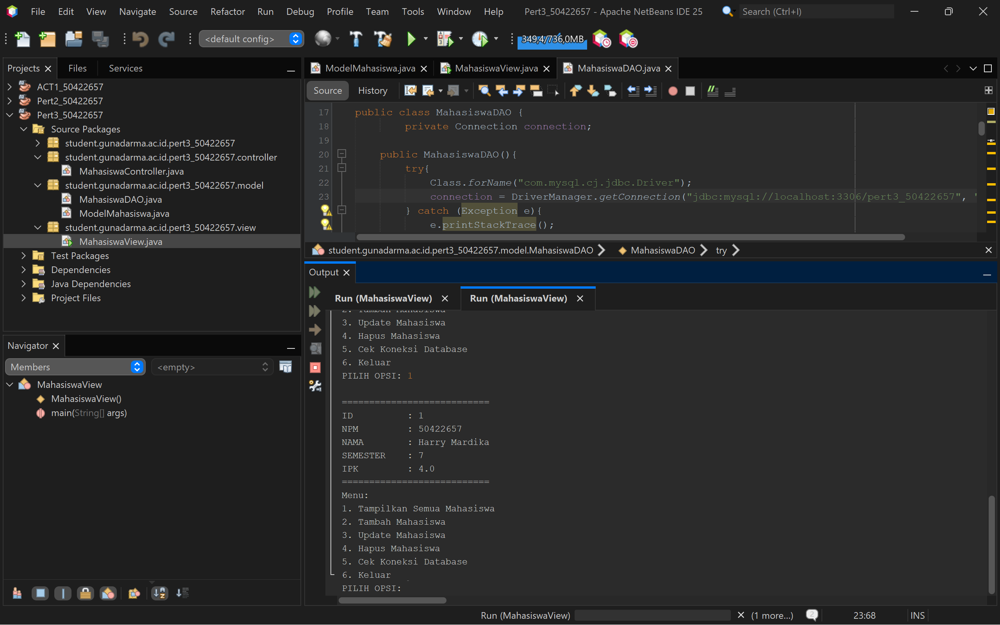 File Edit View Navigate Source Refactor Run Debug Profile Team Tools Window Help Pert3_50422657 - Apache NetBeans IDE 25 Search (Ctrl+I)
<default config> 349,4/736,0MB
Projects Files Services
ACT1_50422657
Pert2_50422657
Pert3_50422657
Source Packages
student.gunadarma.ac.id.pert3_50422657
student.gunadarma.ac.id.pert3_50422657.controller
MahasiswaController.java
student.gunadarma.ac.id.pert3_50422657.model
MahasiswaDAO.java
ModelMahasiswa.java
student.gunadarma.ac.id.pert3_50422657.view
MahasiswaView.java
Test Packages
Dependencies
Java Dependencies
Project Files
Navigator
Members <empty>
MahasiswaView
MahasiswaView()
main(String[] args)
ModelMahasiswa.java MahasiswaView.java MahasiswaDAO.java
Source History
17 public class MahasiswaDAO {
18 private Connection connection;
19
20 public MahasiswaDAO(){
21 try{
22 Class.forName("com.mysql.cj.jdbc.Driver");
23 connection = DriverManager.getConnection("jdbc:mysql://localhost:3306/pert3_50422657", "
} catch (Exception e){
e.printStackTrace();
student.gunadarma.ac.id.pert3_50422657.model.MahasiswaDAO MahasiswaDAO try
Output
Run (MahasiswaView) Run (MahasiswaView)
2. Tambah Mahasiswa
3. Update Mahasiswa
4. Hapus Mahasiswa
5. Cek Koneksi Database
6. Keluar
PILIH OPSI: 1
===========================
ID : 1
NPM : 50422657
NAMA : Harry Mardika
SEMESTER : 7
IPK : 4.0
===========================
Menu:
1. Tampilkan Semua Mahasiswa
2. Tambah Mahasiswa
3. Update Mahasiswa
4. Hapus Mahasiswa
5. Cek Koneksi Database
6. Keluar
PILIH OPSI:
Run (MahasiswaView) (1 more...) 2 23:68 INS